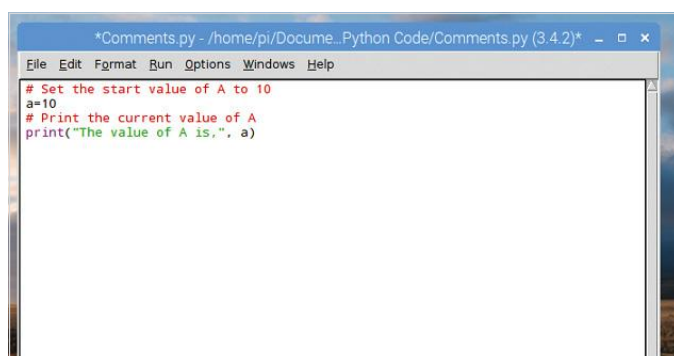 *Comments.py - /home/pi/Docume...Python Code/Comments.py (3.4.2)*
File Edit Format Run Options Windows Help
# Set the start value of A to 10
a=10
# Print the current value of A
print("The value of A is,", a)